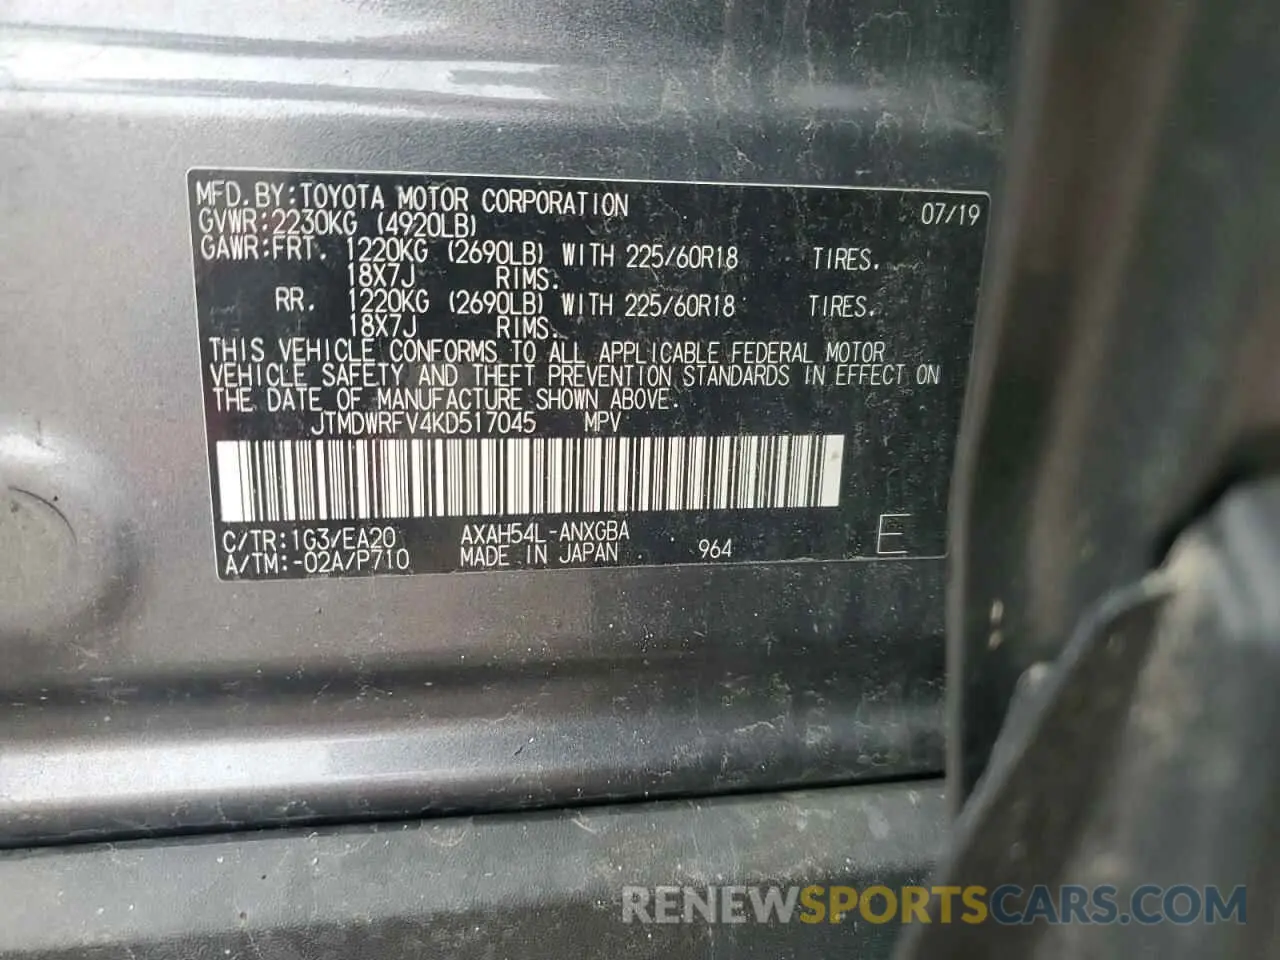 MFD. BY: TOYOTA MOTOR CORPORATION 07/19
GVWR: 2230KG (4920LB)
GAWR: FRT. 1220KG (2690LB) WITH 225/60R18 TIRES.
18X7J RIMS.
RR. 1220KG (2690LB) WITH 225/60R18 TIRES.
18X7J RIMS.
THIS VEHICLE CONFORMS TO ALL APPLICABLE FEDERAL MOTOR
VEHICLE SAFETY AND THEFT PREVENTION STANDARDS IN EFFECT ON
THE DATE OF MANUFACTURE SHOWN ABOVE.
JTMDWRFV4KD517045 MPV
C/TR: 1G3/EA20 AXAH54L-ANXGBA
A/TM: -02A/P710 MADE IN JAPAN 964 E
RENEWSPORTSCARS.COM/19